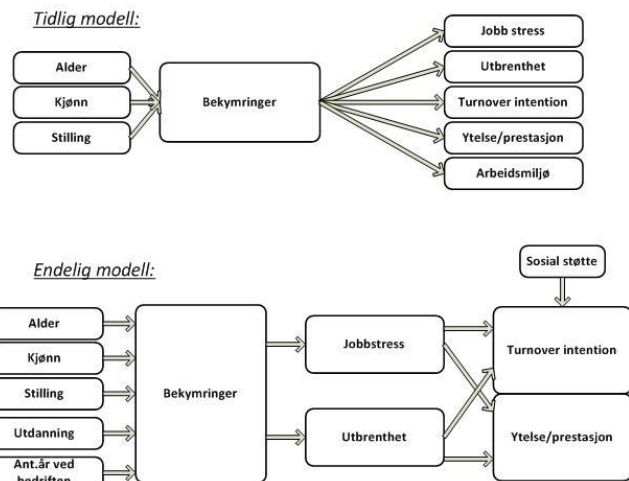 Tidlig modell:
Jobb stress
Alder
Utbrenthet
Kjønn
Bekymringer
Turnover intention
Stilling
Ytelse/prestasjon
Arbeidsmiljø
Endelig modell:
Sosial støtte
Alder
Kjønn
Jobbstress
Turnover intention
Stilling
Bekymringer
Utdanning
Utbrenthet
Ytelse/prestasjon
Ant.år ved
bedriften